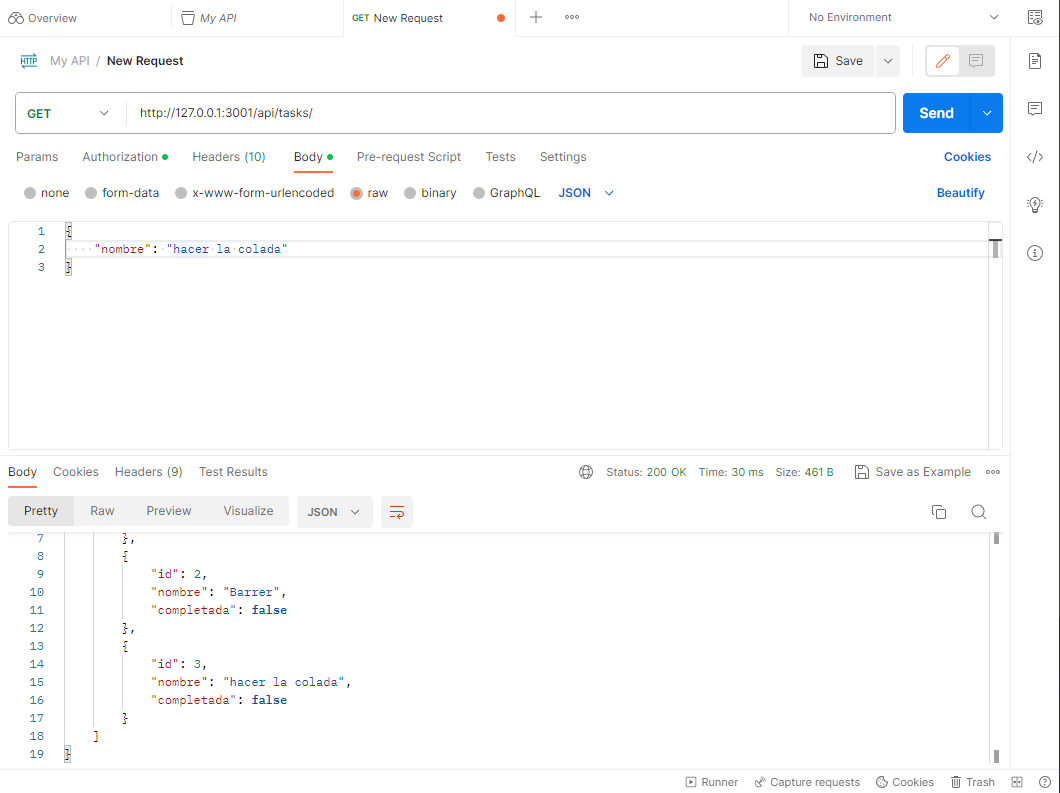 Overview My API GET New Request No Environment
HTTP My API / New Request Save
GET http://127.0.0.1:3001/api/tasks/ Send
Params Authorization Headers (10) Body Pre-request Script Tests Settings Cookies
none form-data x-www-form-urlencoded raw binary GraphQL JSON Beautify
1 {
2 "nombre": "hacer la colada"
3 }
Body Cookies Headers (9) Test Results Status: 200 OK Time: 30 ms Size: 461 B Save as Example
Pretty Raw Preview Visualize JSON
7 },
8 {
9 "id": 2,
10 "nombre": "Barrer",
11 "completada": false
12 },
13 {
14 "id": 3,
15 "nombre": "hacer la colada",
16 "completada": false
17 }
18 ]
19 }
Runner Capture requests Cookies Trash